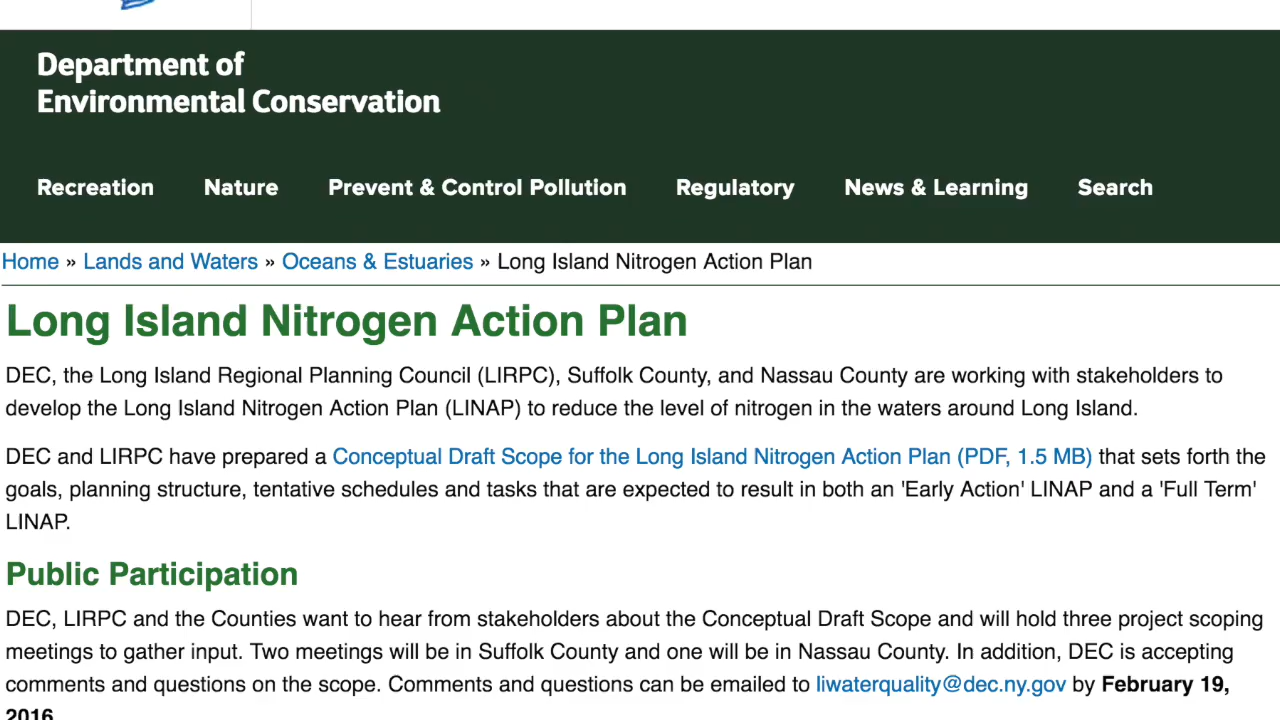 Department of
Environmental Conservation
Recreation Nature Prevent & Control Pollution Regulatory News & Learning Search
Home » Lands and Waters » Oceans & Estuaries » Long Island Nitrogen Action Plan
Long Island Nitrogen Action Plan
DEC, the Long Island Regional Planning Council (LIRPC), Suffolk County, and Nassau County are working with stakeholders to
develop the Long Island Nitrogen Action Plan (LINAP) to reduce the level of nitrogen in the waters around Long Island.
DEC and LIRPC have prepared a Conceptual Draft Scope for the Long Island Nitrogen Action Plan (PDF, 1.5 MB) that sets forth the
goals, planning structure, tentative schedules and tasks that are expected to result in both an 'Early Action' LINAP and a 'Full Term'
LINAP.
Public Participation
DEC, LIRPC and the Counties want to hear from stakeholders about the Conceptual Draft Scope and will hold three project scoping
meetings to gather input. Two meetings will be in Suffolk County and one will be in Nassau County. In addition, DEC is accepting
comments and questions on the scope. Comments and questions can be emailed to liwaterquality@dec.ny.gov by February 19,
2016